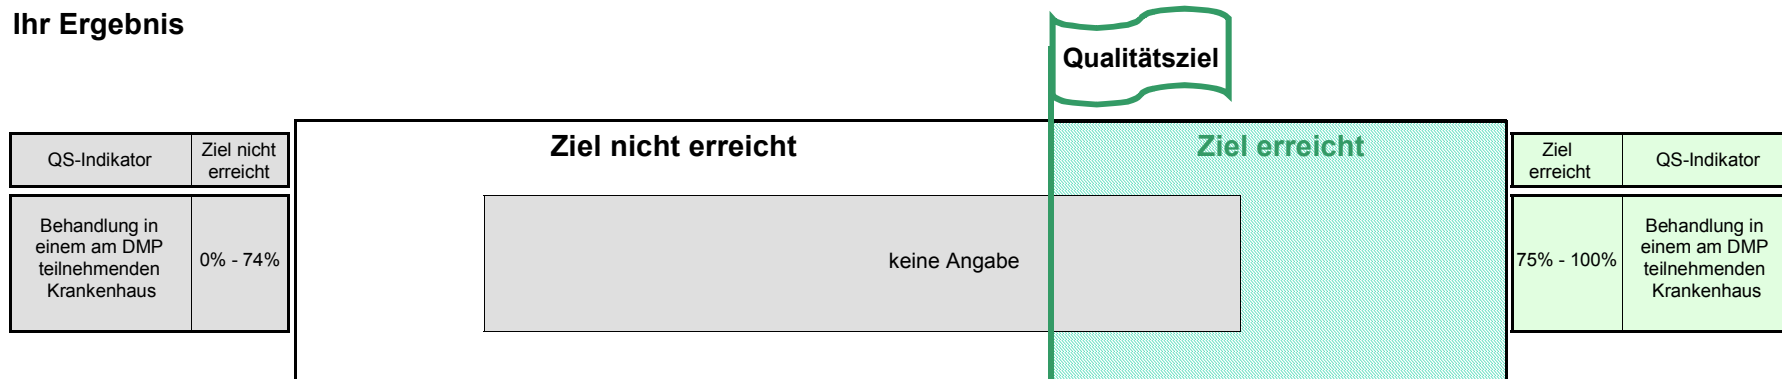 Ihr Ergebnis
Qualitätsziel
Ziel nicht erreicht
Ziel erreicht
QS-Indikator
Ziel nicht
erreicht
Ziel
erreicht
QS-Indikator
Behandlung in
einem am DMP
teilnehmenden
Krankenhaus
0% - 74%
keine Angabe
75% - 100%
Behandlung in
einem am DMP
teilnehmenden
Krankenhaus